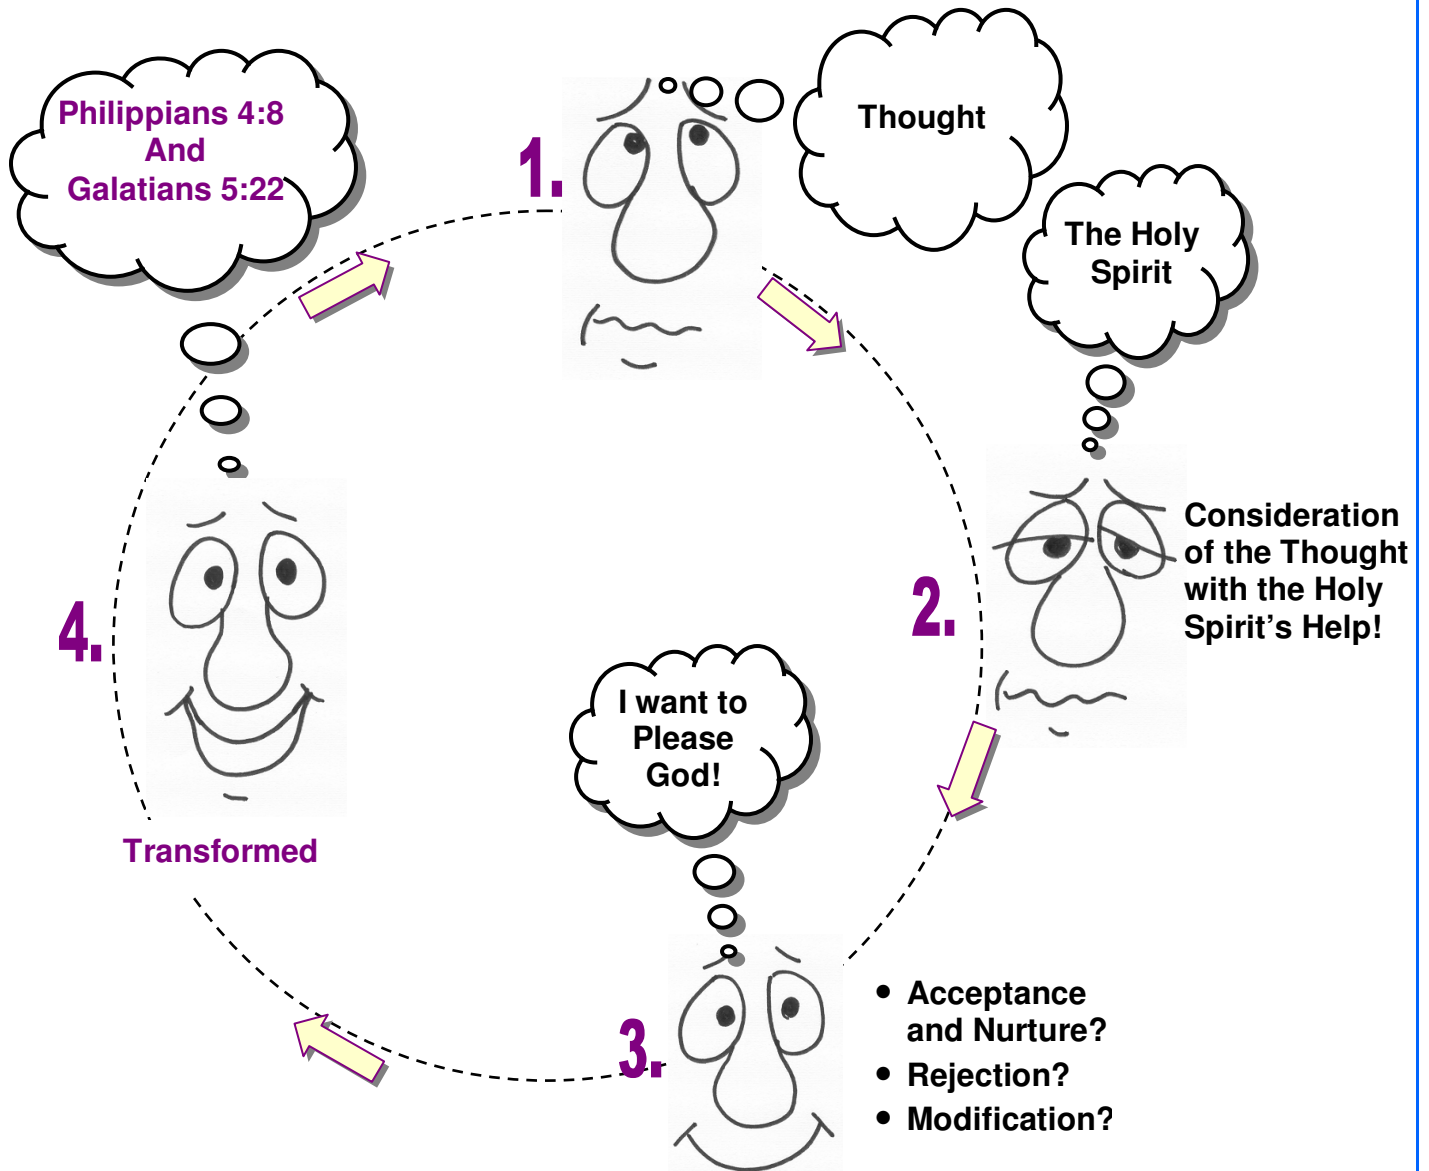 1.
Thought
The Holy
Spirit
2.
Consideration
of the Thought
with the Holy
Spirit's Help!
3.
I want to
Please
God!
• Acceptance
and Nurture?
• Rejection?
• Modification?
4.
Philippians 4:8
And
Galatians 5:22
Transformed